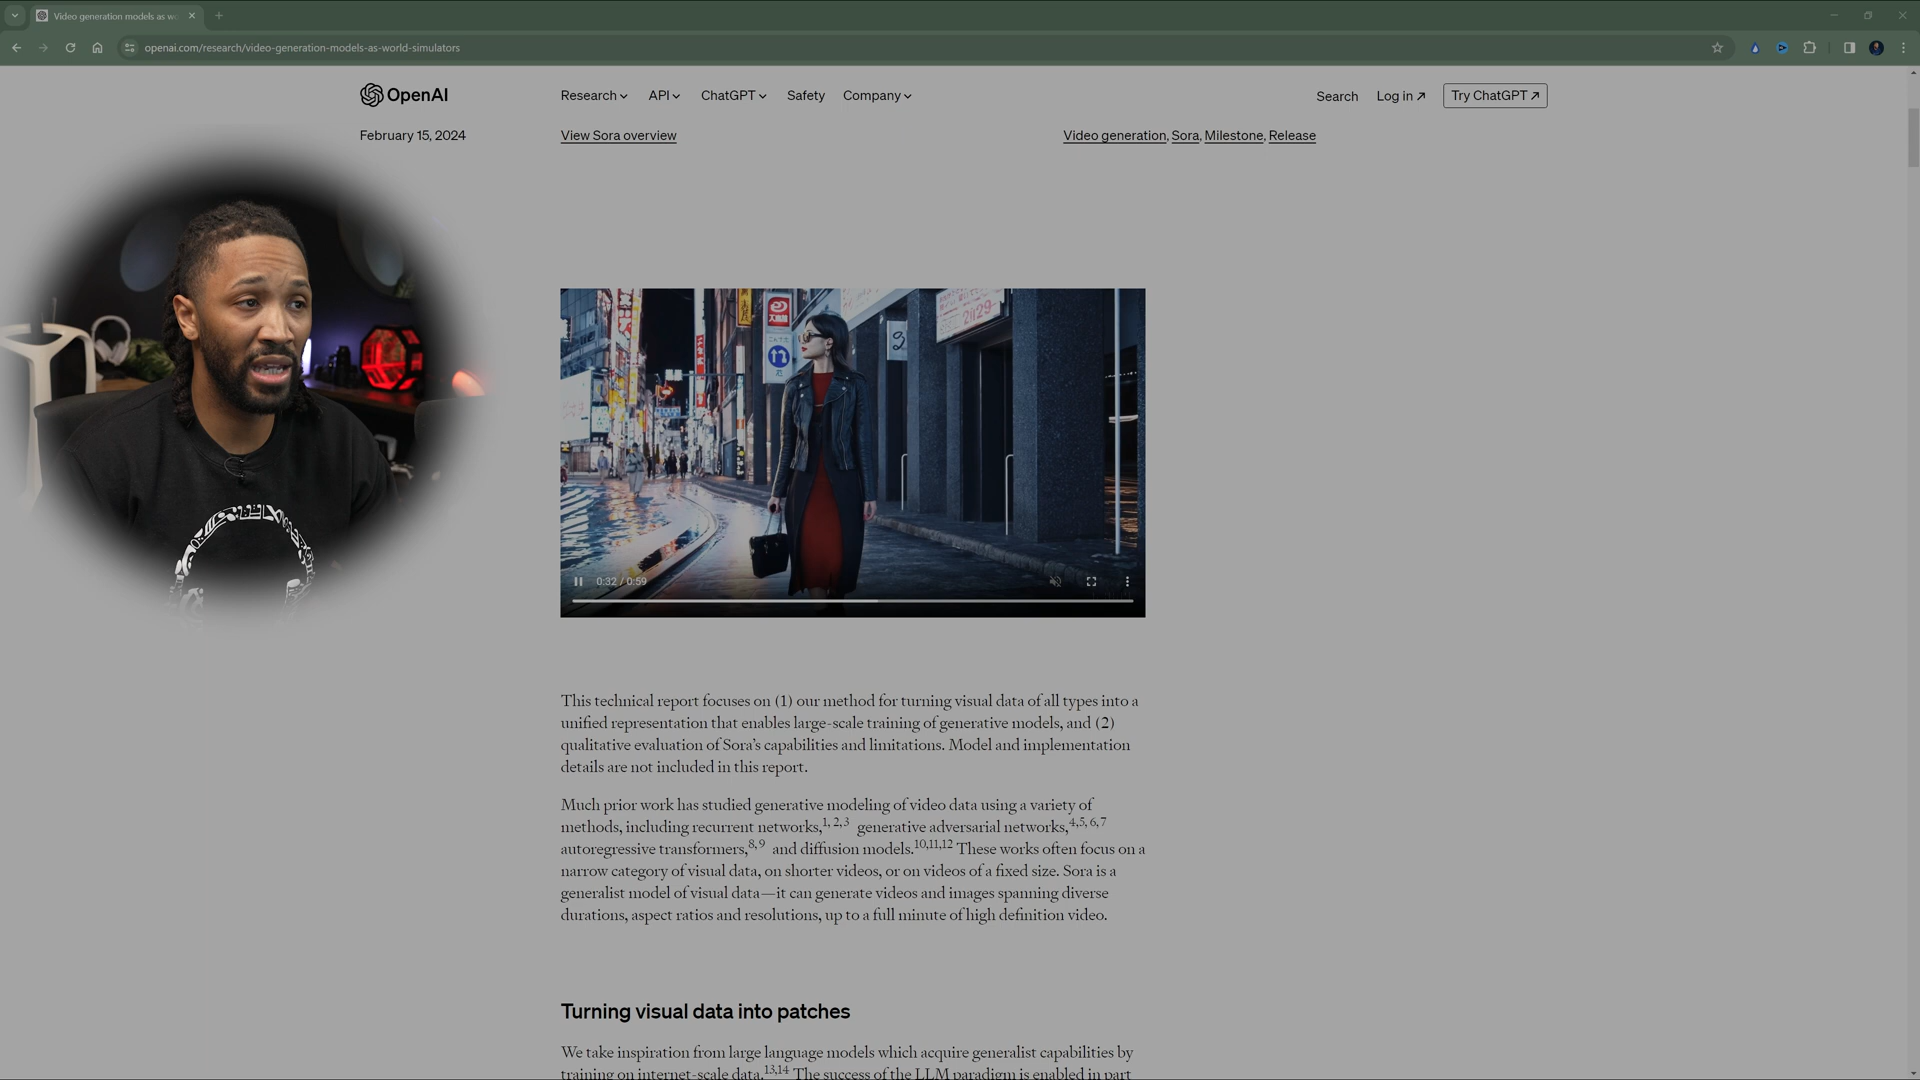 Video generation models as wo
openai.com/research/video-generation-models-as-world-simulators
OpenAI
Research
API
ChatGPT
Safety
Company
Search
Log in ↗
Try ChatGPT ↗
February 15, 2024
View Sora overview
Video generation, Sora, Milestone, Release
29:29
0:32 / 0:59
This technical report focuses on (1) our method for turning visual data of all types into a
unified representation that enables large-scale training of generative models, and (2)
qualitative evaluation of Sora’s capabilities and limitations. Model and implementation
details are not included in this report.
Much prior work has studied generative modeling of video data using a variety of
methods, including recurrent networks,1, 2,3 generative adversarial networks,4,5, 6,7
autoregressive transformers,8,9 and diffusion models.10,11,12 These works often focus on a
narrow category of visual data, on shorter videos, or on videos of a fixed size. Sora is a
generalist model of visual data—it can generate videos and images spanning diverse
durations, aspect ratios and resolutions, up to a full minute of high definition video.
Turning visual data into patches
We take inspiration from large language models which acquire generalist capabilities by
training on internet-scale data.13,14 The success of the LLM paradigm is enabled in part